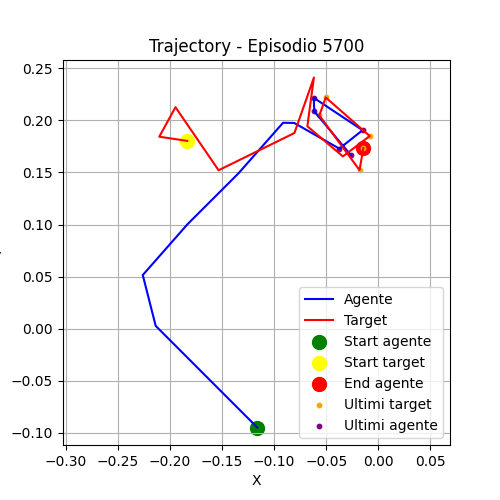 Trajectory - Episodio 5700
0.25
0.20
0.15
0.10
0.05
0.00
−0.05
−0.10
−0.30
−0.25
−0.20
−0.15
−0.10
−0.05
0.00
0.05
X
Agente
Target
Start agente
Start target
End agente
Ultimi target
Ultimi agente